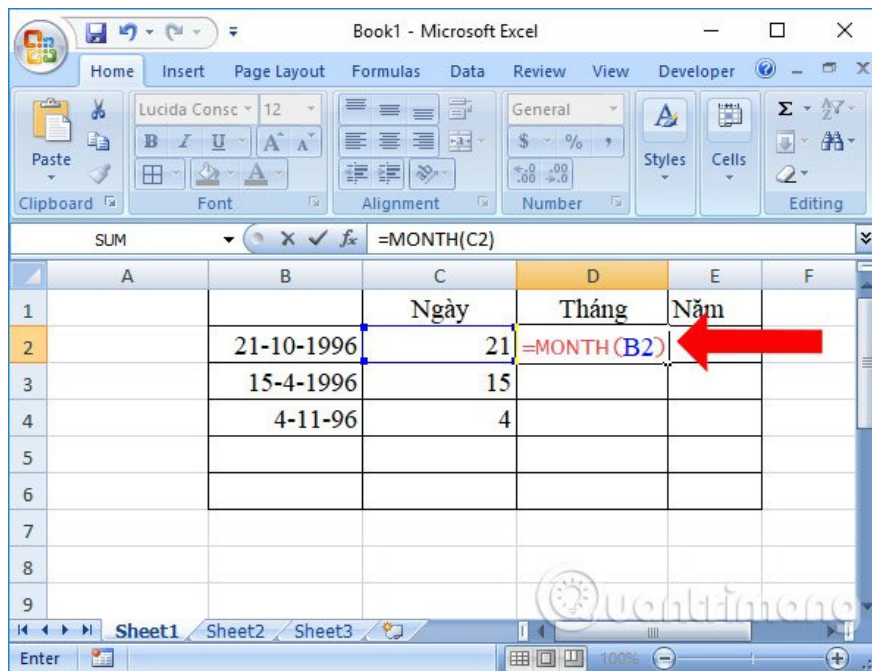 Book1 - Microsoft Excel
Home Insert Page Layout Formulas Data Review View Developer
Paste
Lucida Consc 12
B I U A A
A
General
$ % ,
Styles Cells
Σ
Clipboard Font Alignment Number Editing
SUM fx =MONTH(C2)
A B C D E F
1 Ngày Tháng Năm
2 21-10-1996 21 =MONTH(B2)
3 15-4-1996 15
4 4-11-96 4
5
6
7
8
9
Quantrimang
Sheet1 Sheet2 Sheet3
Enter 100%